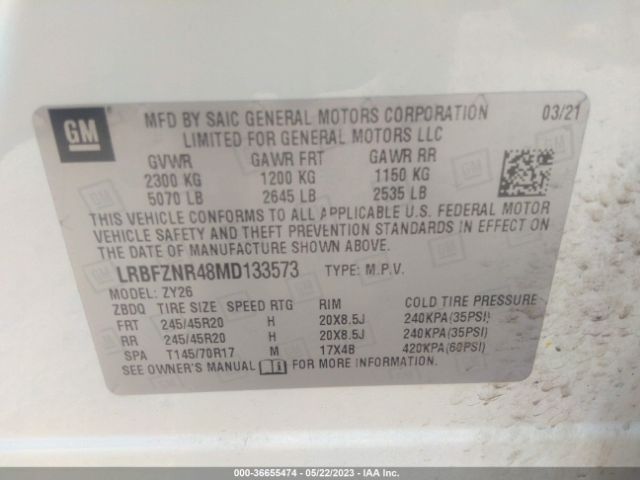 GM
MFD BY SAIC GENERAL MOTORS CORPORATION 03/21
LIMITED FOR GENERAL MOTORS LLC
GVWR GAWR FRT GAWR RR
2300 KG 1200 KG 1150 KG
5070 LB 2645 LB 2535 LB
THIS VEHICLE CONFORMS TO ALL APPLICABLE U.S. FEDERAL MOTOR
VEHICLE SAFETY AND THEFT PREVENTION STANDARDS IN EFFECT ON
THE DATE OF MANUFACTURE SHOWN ABOVE.
LRBFZNR48MD133573 TYPE: M.P.V.
MODEL: ZY26
ZBDQ TIRE SIZE SPEED RTG RIM COLD TIRE PRESSURE
FRT 245/45R20 H 20X8.5J 240KPA(35PSI)
RR 245/45R20 H 20X8.5J 240KPA(35PSI)
SPA T145/70R17 M 17X4B 420KPA(60PSI)
SEE OWNER'S MANUAL FOR MORE INFORMATION.
000-36655474 - 05/22/2023 - IAA Inc.